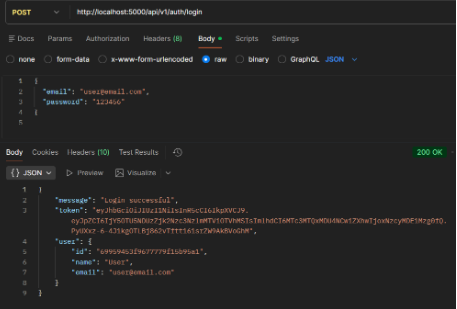 POST http://localhost:5000/api/v1/auth/login
Docs Params Authorization Headers (8) Body Scripts Settings
none form-data x-www-form-urlencoded raw binary GraphQL JSON
1 {
2 "email": "user@email.com",
3 "password": "123456"
4 }
5
Body Cookies Headers (10) Test Results 200 OK
{} JSON Preview Visualize
1 {
2 "message": "Login successful",
3 "token":
4 "user": {
5 "id": "69959453f9677779f15b95a1",
6 "name": "User",
7 "email": "user@email.com"
8 }
9 }